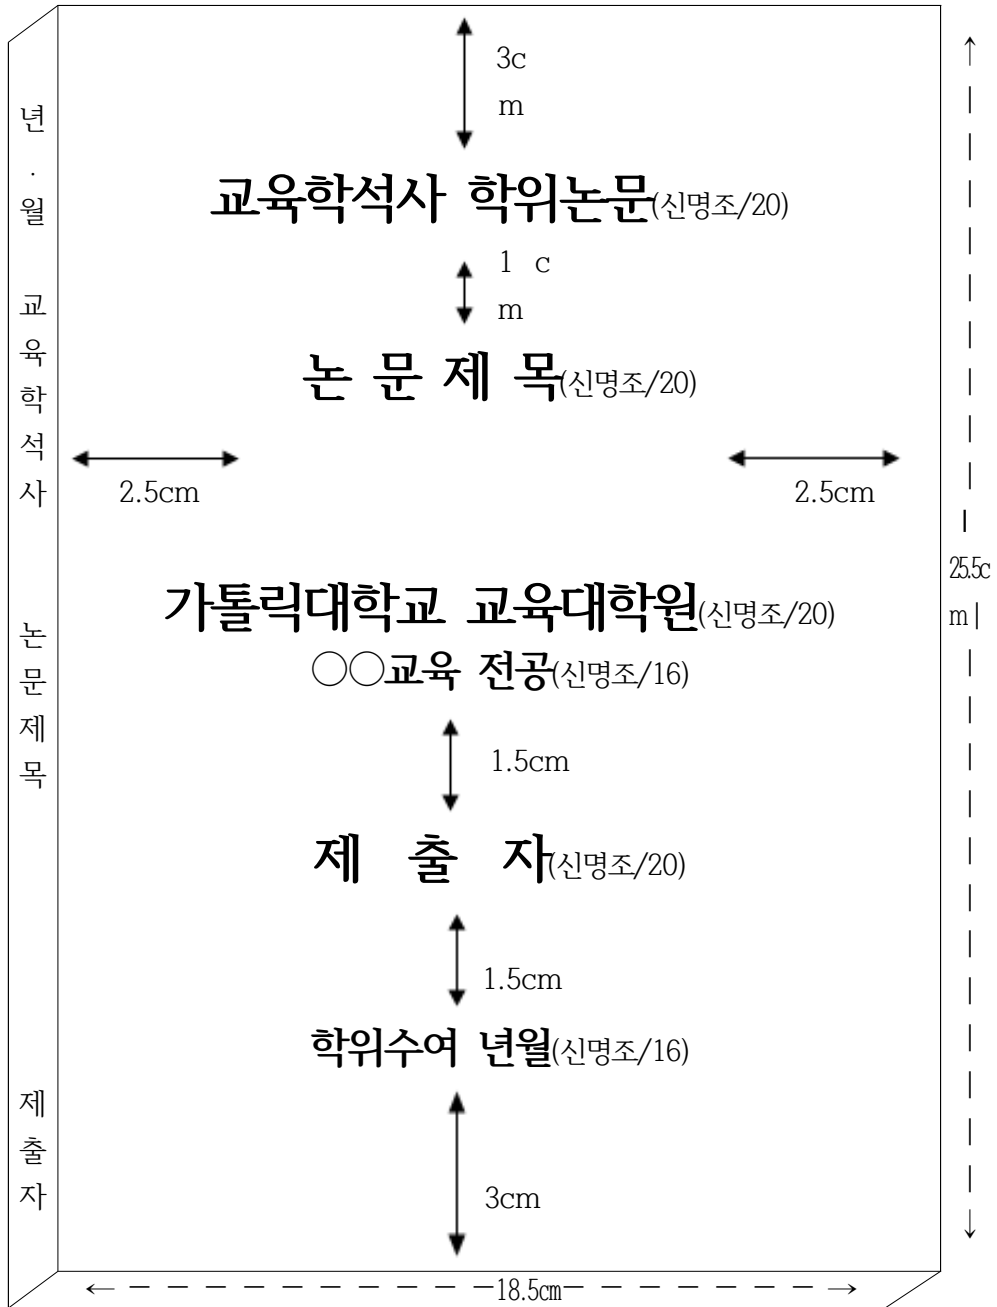 3c
m
교육학석사 학위논문(신명조/20)
1 c
m
논 문 제 목(신명조/20)
2.5cm
2.5cm
가톨릭대학교 교육대학원(신명조/20)
○○교육 전공(신명조/16)
1.5cm
제 출 자(신명조/20)
1.5cm
학위수여 년월(신명조/16)
3cm
18.5cm
25.5c
m
년
·
월
교
육
학
석
사
논
문
제
목
제
출
자